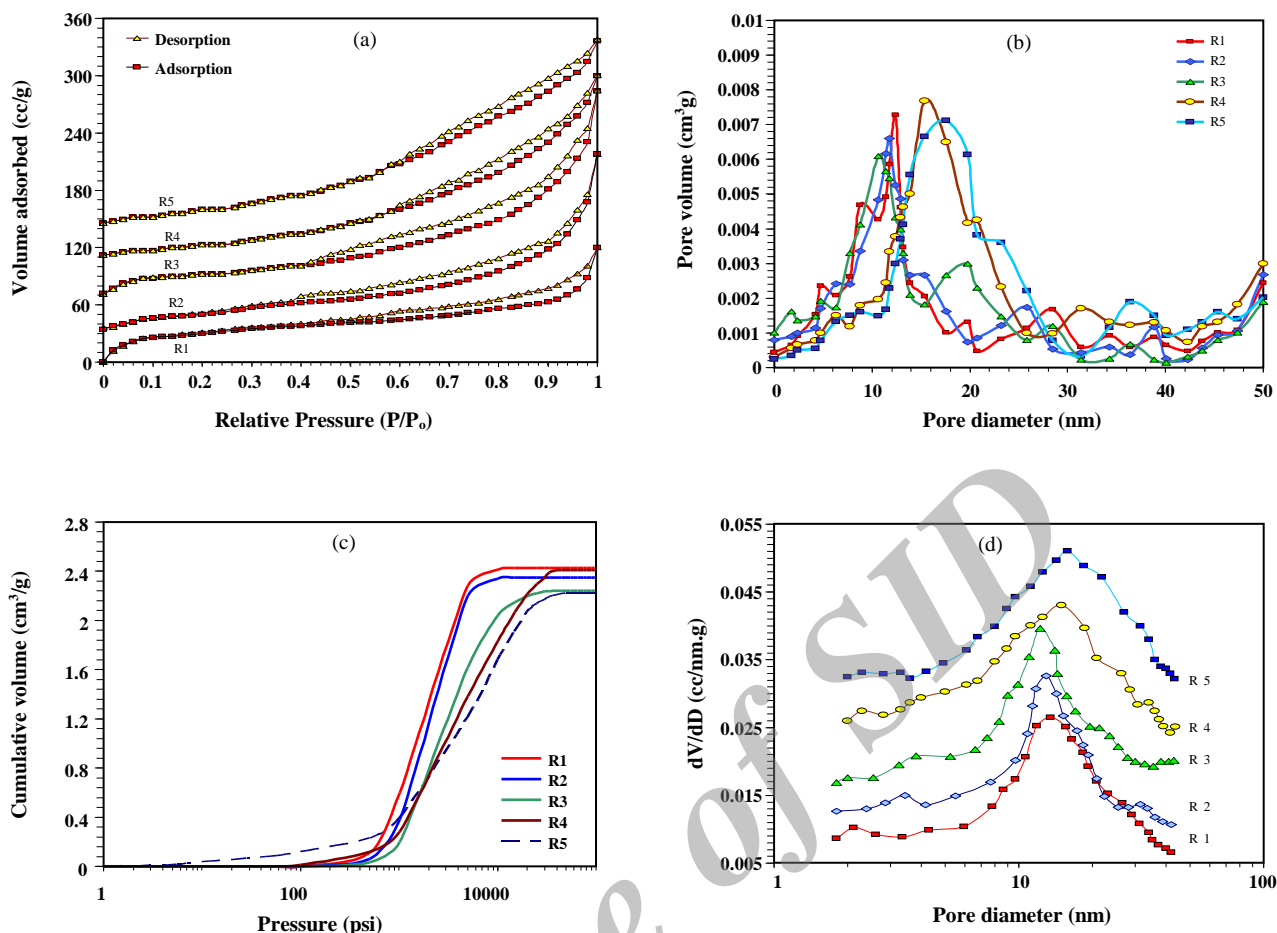 (a)
Desorption
Adsorption
Volume adsorbed (cc/g)
360
300
240
180
120
60
0
R5
R4
R3
R2
R1
0 0.1 0.2 0.3 0.4 0.5 0.6 0.7 0.8 0.9 1
Relative Pressure (P/Po)
(b)
R1
R2
R3
R4
R5
Pore volume (cm3g)
0.01
0.009
0.008
0.007
0.006
0.005
0.004
0.003
0.002
0.001
0
0 10 20 30 40 50
Pore diameter (nm)
(c)
Cumulative volume (cm3/g)
2.8
2.4
2
1.6
1.2
0.8
0.4
0
R1
R2
R3
R4
R5
1 100 10000
Pressure (psi)
(d)
dV/dD (cc/nm.g)
0.055
0.045
0.035
0.025
0.015
0.005
R 5
R 4
R 3
R 2
R 1
1 10 100
Pore diameter (nm)
e of SID